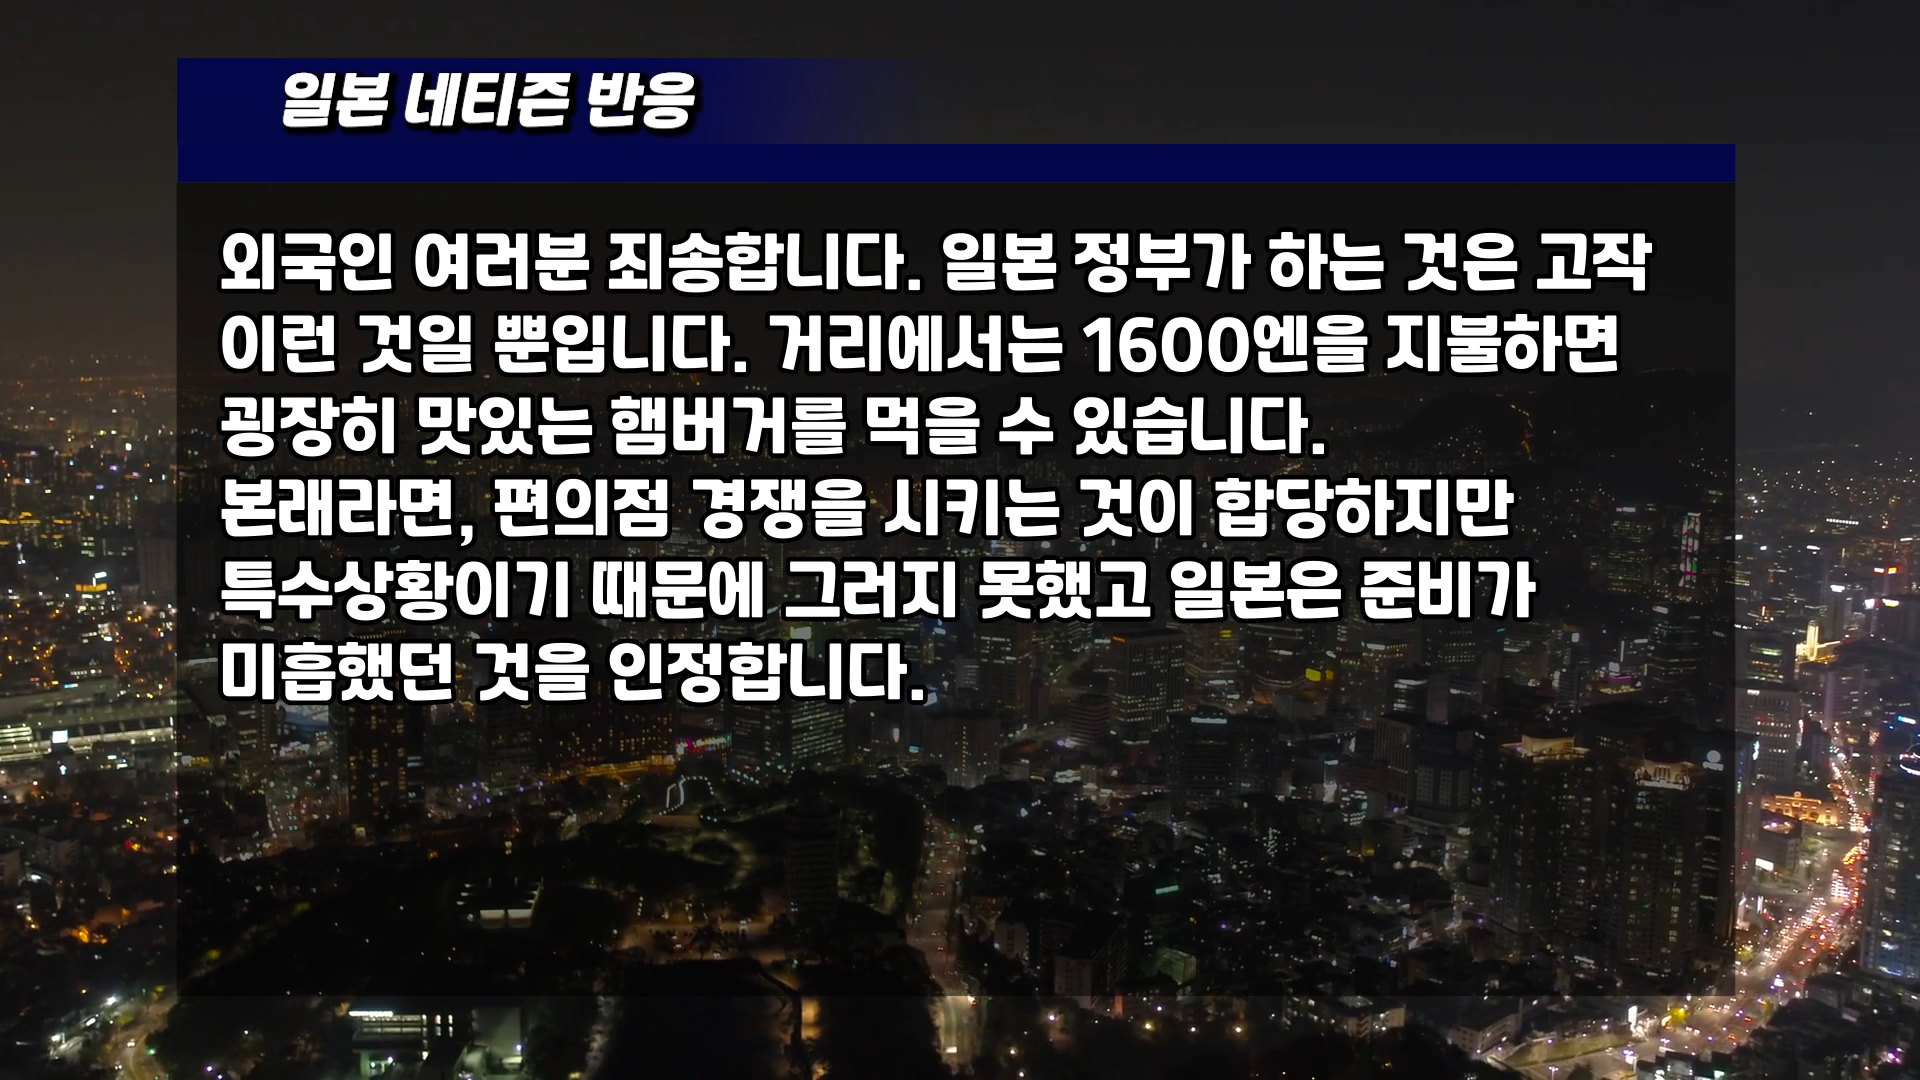 일본 네티즌 반응
외국인 여러분 죄송합니다. 일본 정부가 하는 것은 고작
이런 것일 뿐입니다. 거리에서는 1600엔을 지불하면
굉장히 맛있는 햄버거를 먹을 수 있습니다.
본래라면, 편의점 경쟁을 시키는 것이 합당하지만
특수상황이기 때문에 그러지 못했고 일본은 준비가
미흡했던 것을 인정합니다.